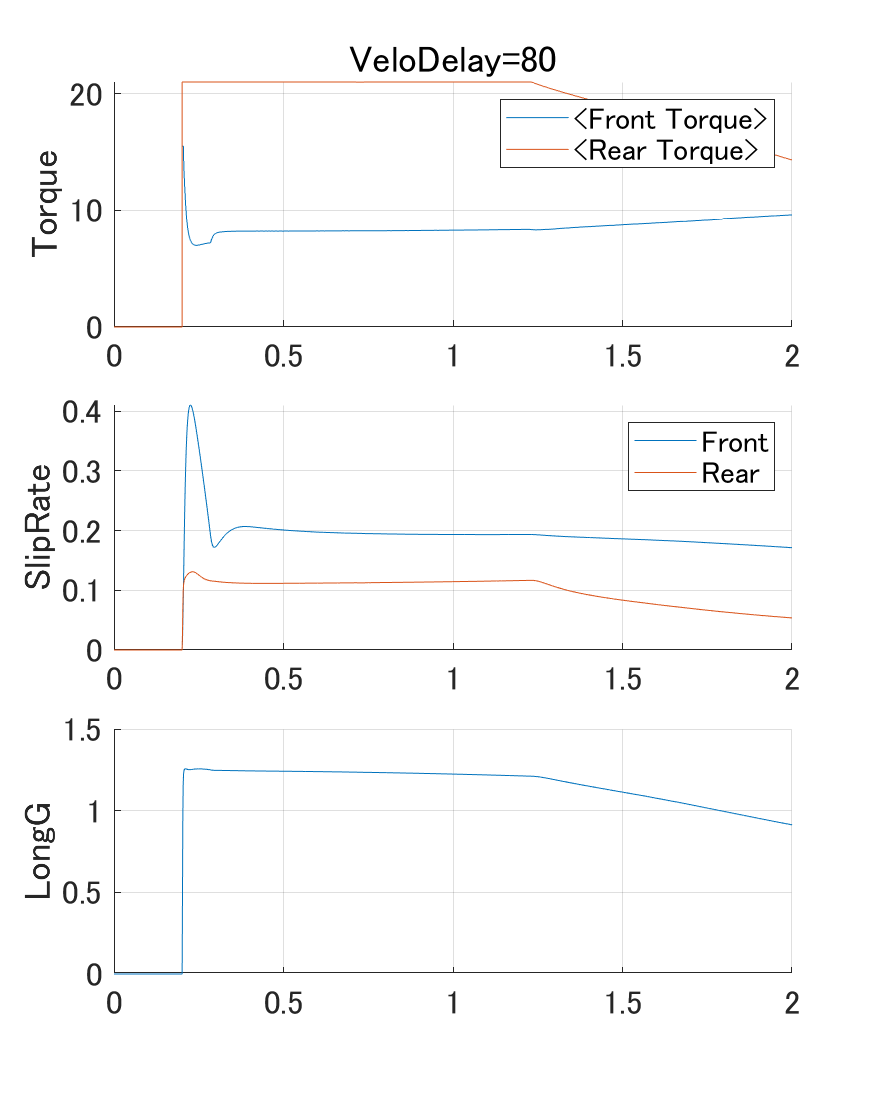 VeloDelay=80
Torque
20
10
0
<Front Torque>
<Rear Torque>
0 0.5 1 1.5 2
SlipRate
0.4
0.3
0.2
0.1
0
Front
Rear
0 0.5 1 1.5 2
LongG
1.5
1
0.5
0
0 0.5 1 1.5 2